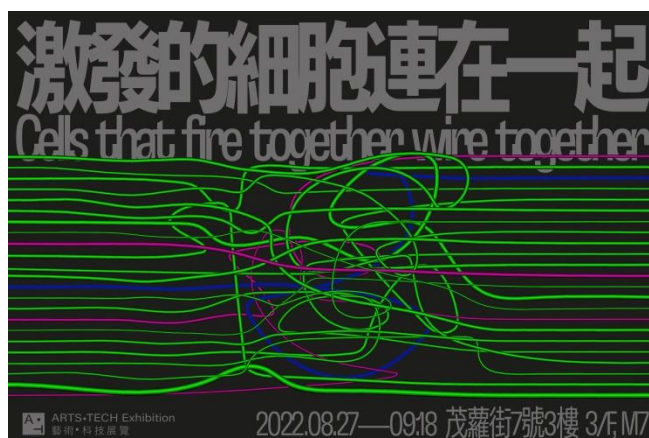 激發的細胞連在一起
Cells that fire together wire together
A
ARTS•TECH Exhibition
藝術•科技展覽
2022.08.27—09.18 茂蘿街7號3樓 3/F, M7